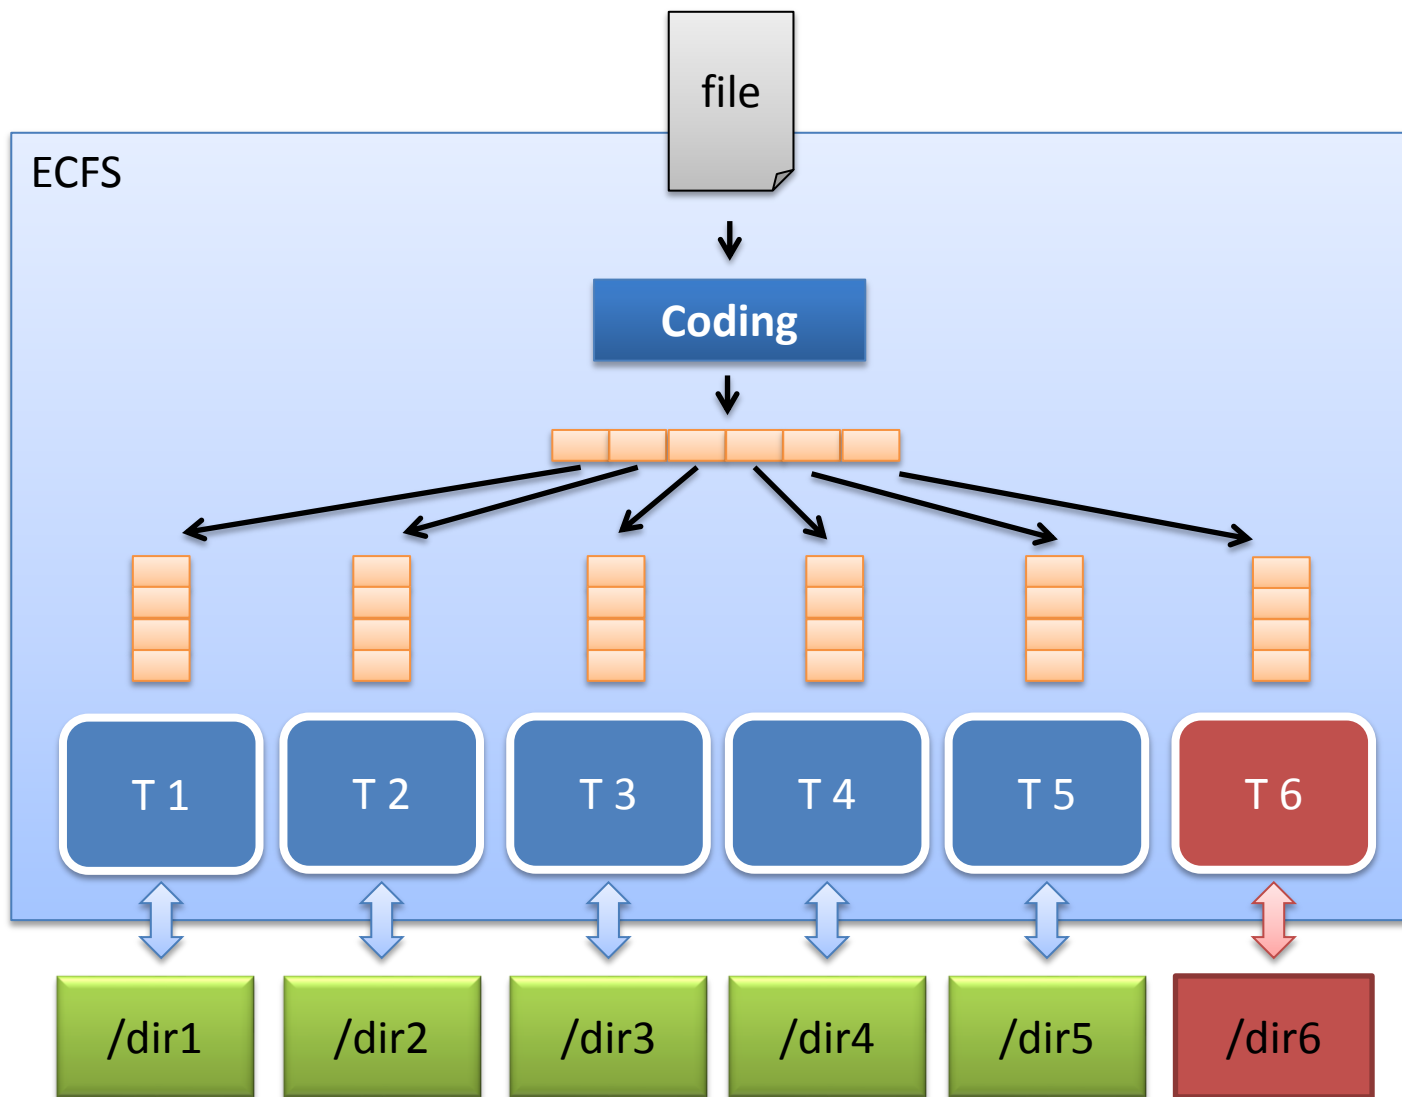 file
ECFS
Coding
T 1
T 2
T 3
T 4
T 5
T 6
/dir1
/dir2
/dir3
/dir4
/dir5
/dir6